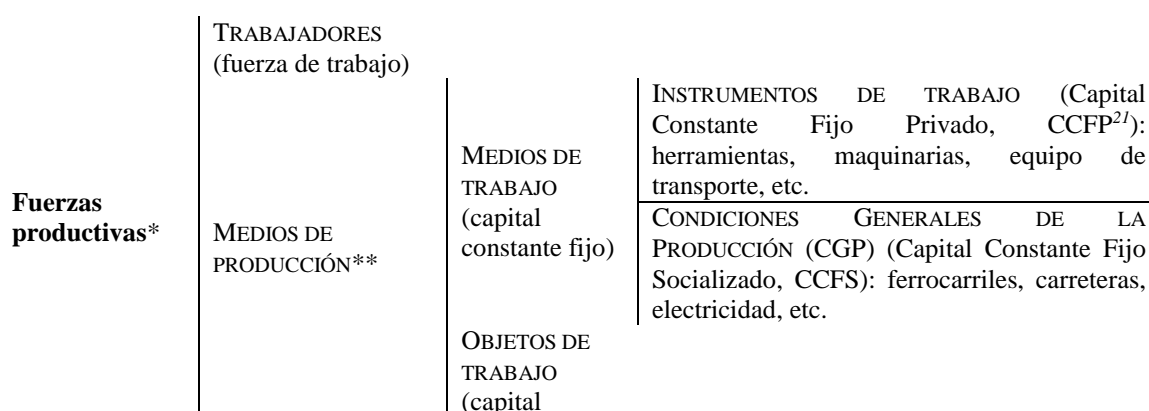 Fuerzas
productivas*
TRABAJADORES
(fuerza de trabajo)
MEDIOS DE
PRODUCCIÓN**
MEDIOS DE
TRABAJO
(capital
constante fijo)
INSTRUMENTOS DE TRABAJO (Capital
Constante Fijo Privado, CCFP21):
herramientas, maquinarias, equipo de
transporte, etc.
CONDICIONES GENERALES DE LA
PRODUCCIÓN (CGP) (Capital Constante Fijo
Socializado, CCFS): ferrocarriles, carreteras,
electricidad, etc.
OBJETOS DE
TRABAJO
(capital